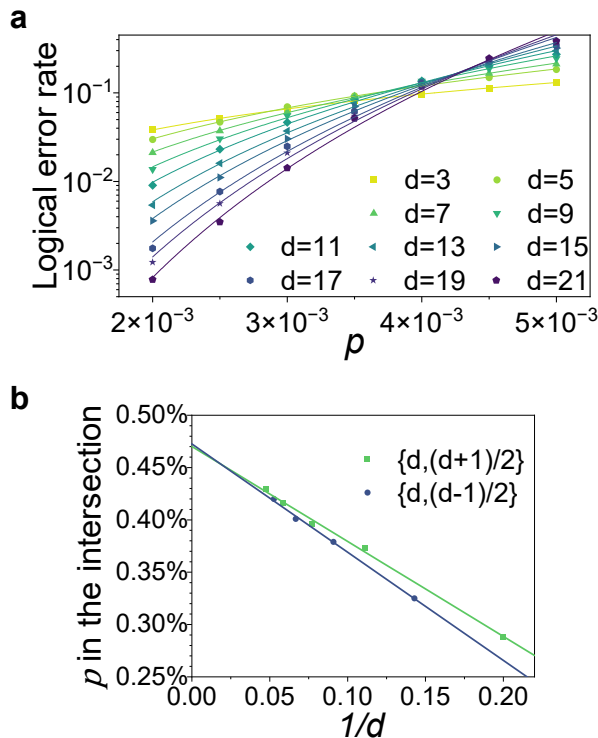 a
Logical error rate
10⁻¹
10⁻²
10⁻³
d=3 d=5
d=7 d=9
d=11 d=13 d=15
d=17 d=19 d=21
2×10⁻³ 3×10⁻³ 4×10⁻³ 5×10⁻³
p
b
p in the intersection
0.50%
0.45%
0.40%
0.35%
0.30%
0.25%
{d,(d+1)/2}
{d,(d-1)/2}
0.00 0.05 0.10 0.15 0.20
1/d